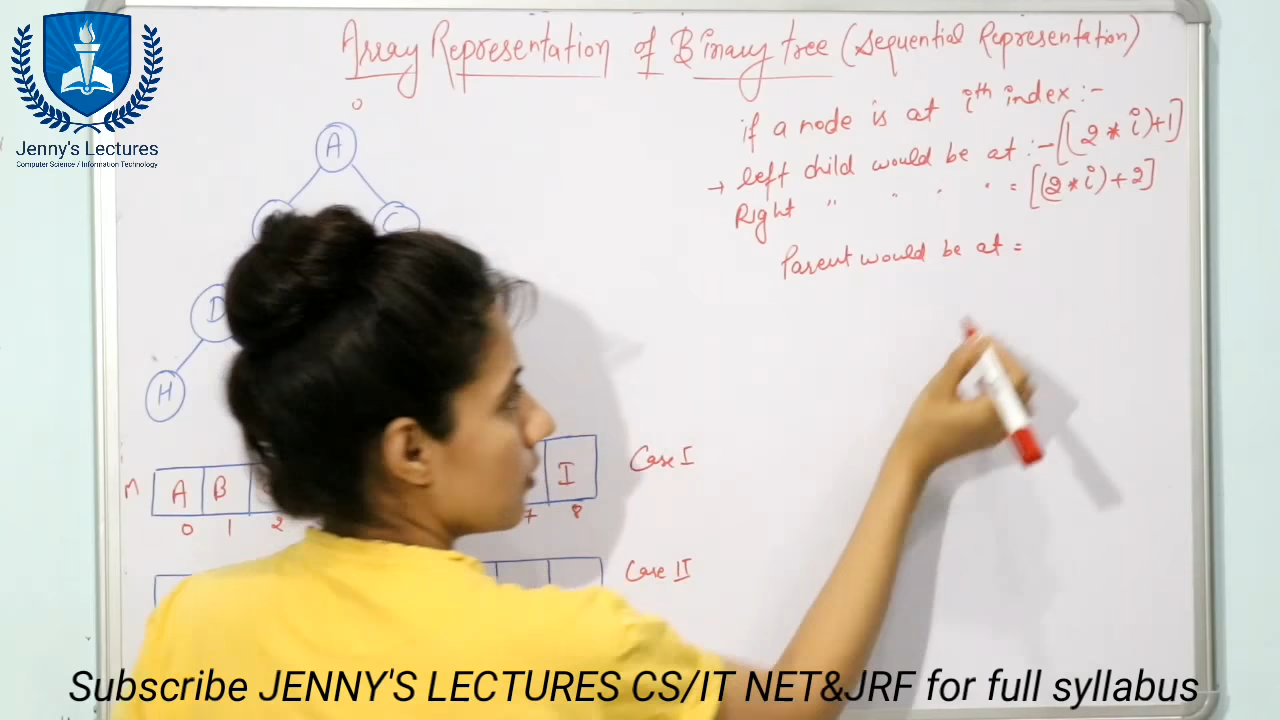 Array Representation of Binary tree (Sequential Representation)
Jenny's Lectures
Computer Science / Information Technology
0
A
D
H
if a node is at ith index :-
→ left child would be at :- [(2 * i)+1]
Right " " " " = [(2 * i)+2]
Parent would be at =
A B I
0 1 2 7 8
Case I
Case II
Subscribe JENNY'S LECTURES CS/IT NET&JRF for full syllabus